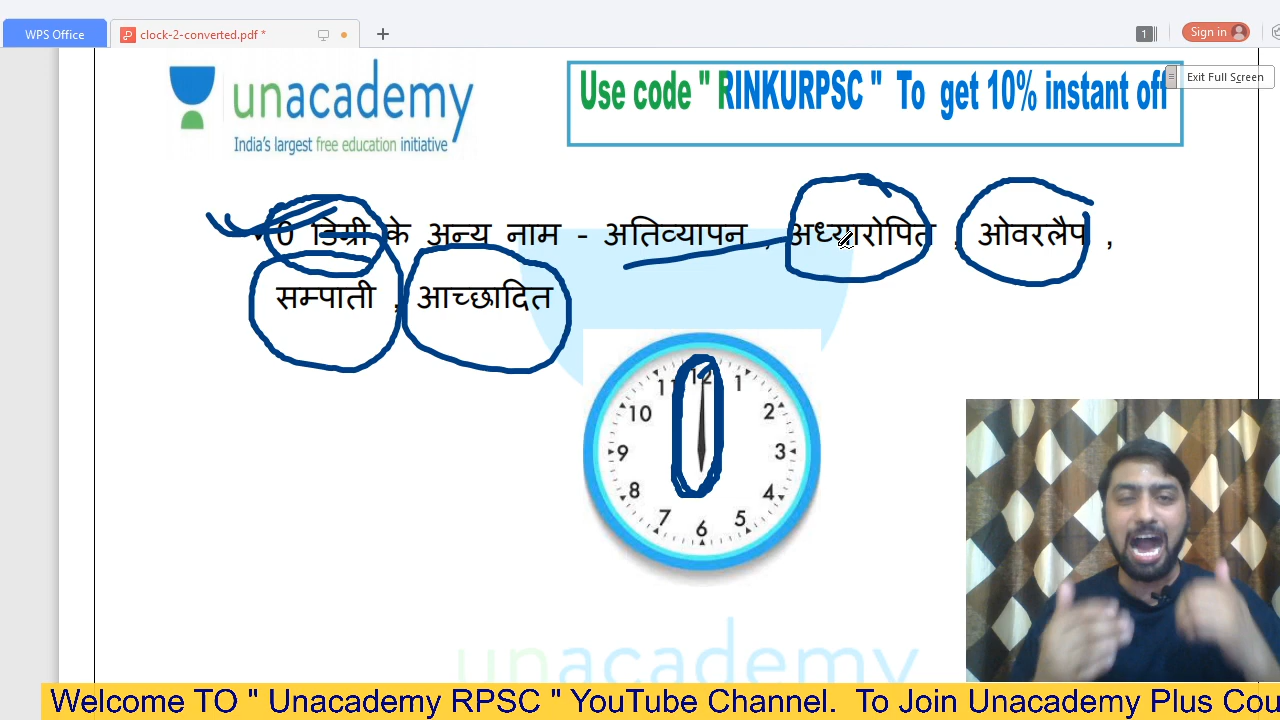 WPS Office
clock-2-converted.pdf *
1
Sign in
Exit Full Screen
unacademy
India's largest free education initiative
Use code " RINKURPSC " To get 10% instant off
0 डिग्री के अन्य नाम - अतिव्यापन , अध्यारोपित , ओवरलैप ,
सम्पाती , आच्छादित
12
11 1
10 2
9 3
8 4
7 5
6
unacademy
Welcome TO " Unacademy RPSC " YouTube Channel. To Join Unacademy Plus Cou